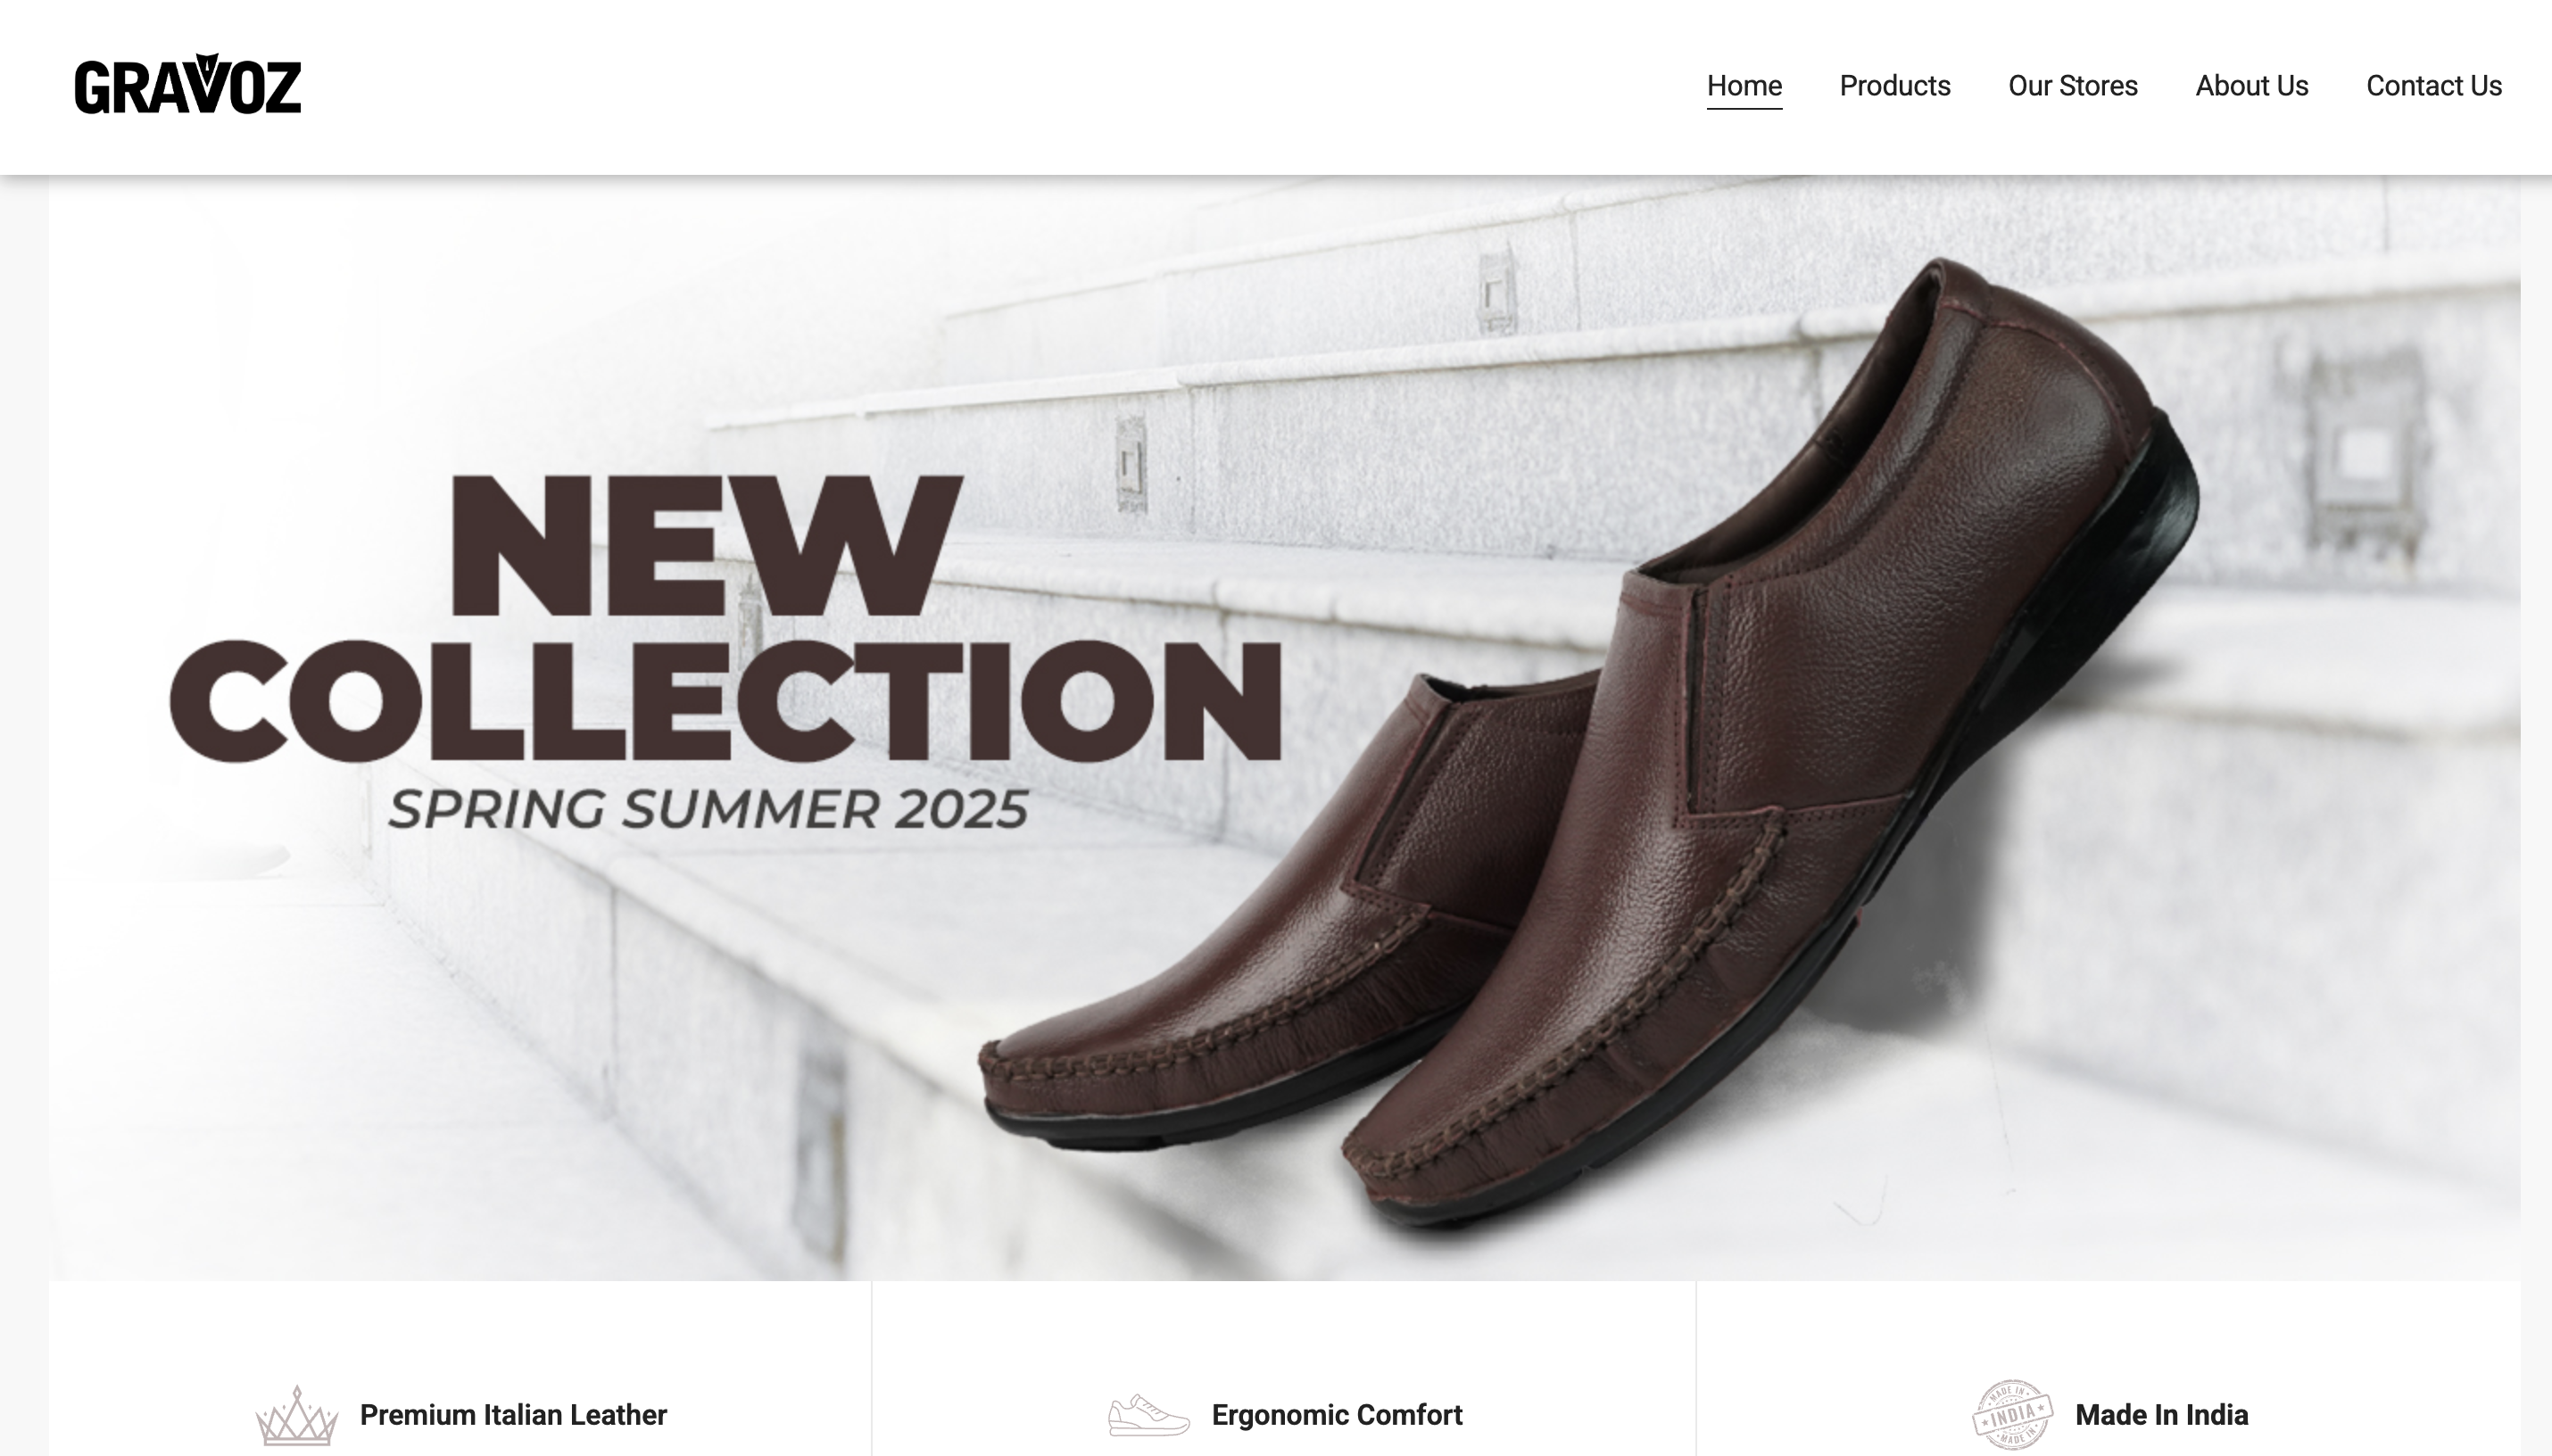 GRAVOZ
Home
Products
Our Stores
About Us
Contact Us
NEW
COLLECTION
SPRING SUMMER 2025
Premium Italian Leather
Ergonomic Comfort
MADE IN
INDIA
MADE IN
Made In India